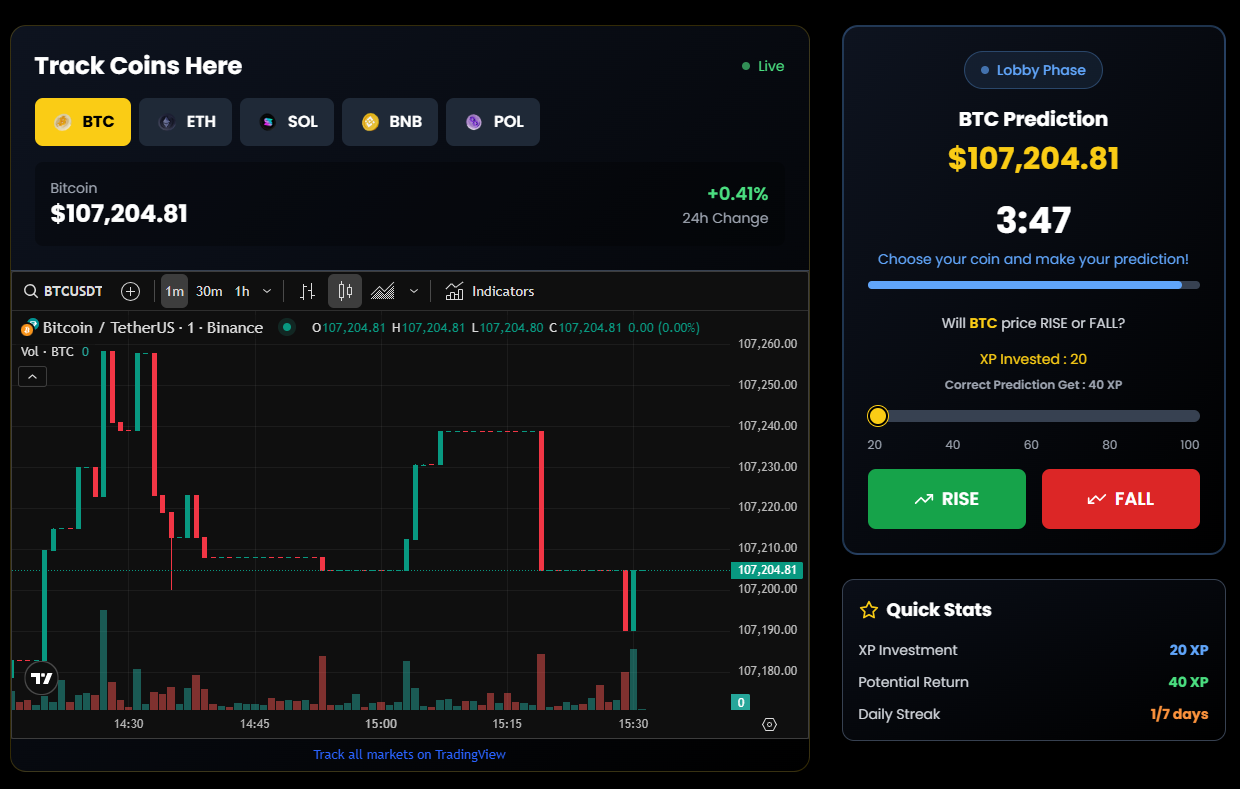 Track Coins Here
Live
BTC ETH SOL BNB POL
Bitcoin
$107,204.81
+0.41%
24h Change
BTCUSDT 1m 30m 1h Indicators
Bitcoin / TetherUS · 1 · Binance O107,204.81 H107,204.81 L107,204.80 C107,204.81 0.00 (0.00%)
Vol · BTC 0
107,260.00
107,250.00
107,240.00
107,230.00
107,220.00
107,210.00
107,204.81
107,200.00
107,190.00
107,180.00
0
14:30 14:45 15:00 15:15 15:30
Track all markets on TradingView
Lobby Phase
BTC Prediction
$107,204.81
3:47
Choose your coin and make your prediction!
Will BTC price RISE or FALL?
XP Invested : 20
Correct Prediction Get : 40 XP
20 40 60 80 100
RISE FALL
Quick Stats
XP Investment 20 XP
Potential Return 40 XP
Daily Streak 1/7 days